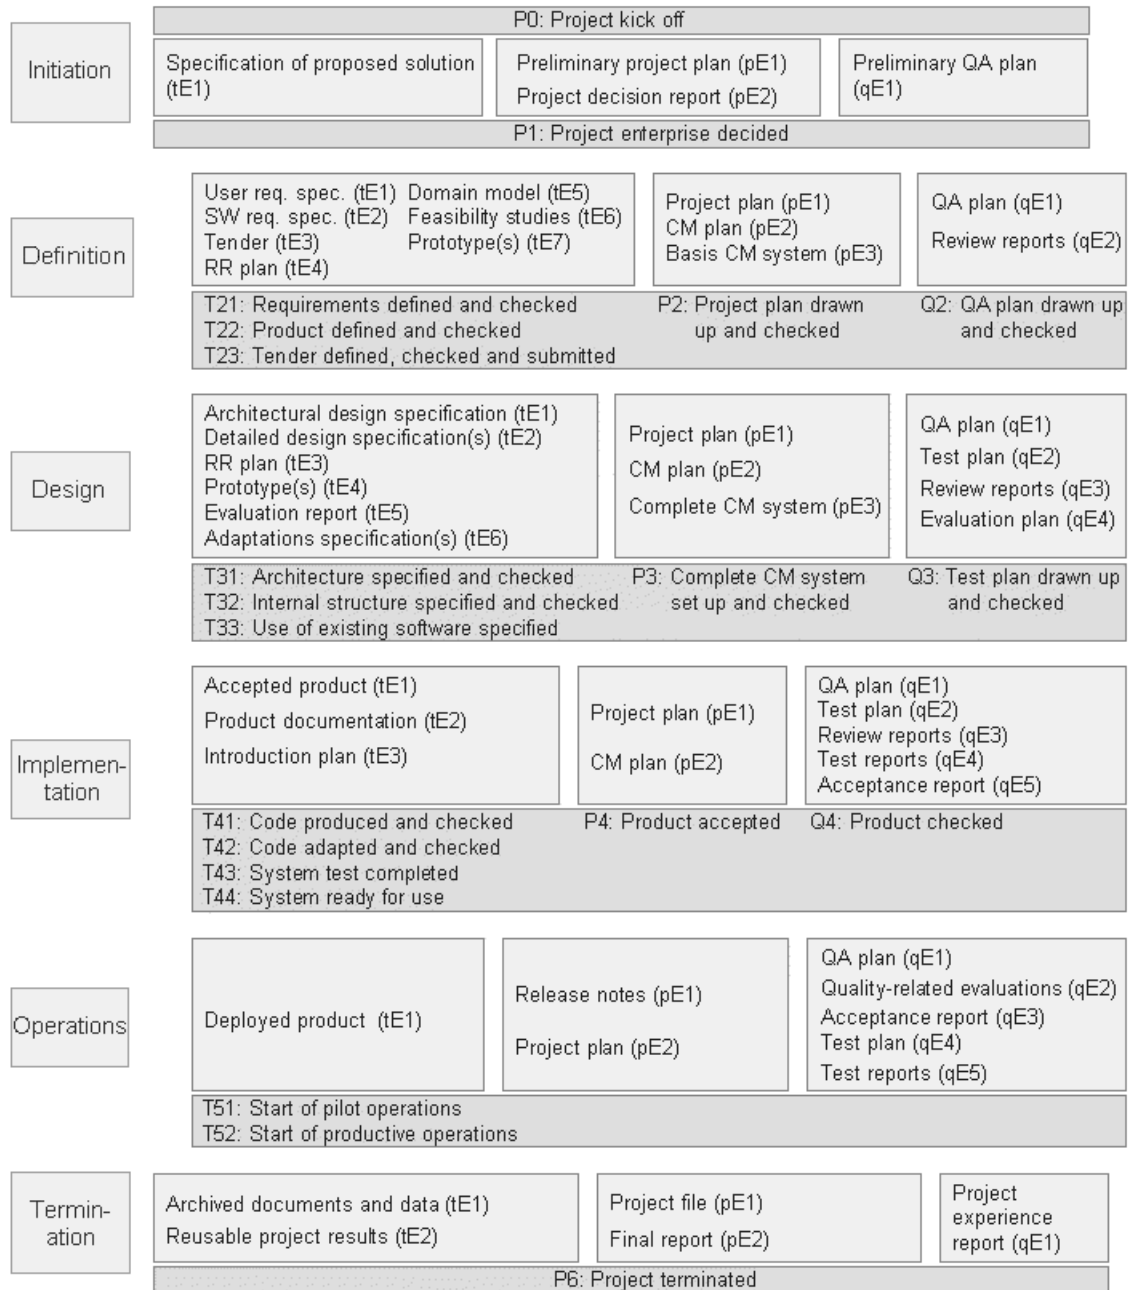 P0: Project kick off
Initiation
Specification of proposed solution
(tE1)
Preliminary project plan (pE1)
Project decision report (pE2)
Preliminary QA plan
(qE1)
P1: Project enterprise decided
Definition
User req. spec. (tE1)
SW req. spec. (tE2)
Tender (tE3)
RR plan (tE4)
Domain model (tE5)
Feasibility studies (tE6)
Prototype(s) (tE7)
Project plan (pE1)
CM plan (pE2)
Basis CM system (pE3)
QA plan (qE1)
Review reports (qE2)
T21: Requirements defined and checked
T22: Product defined and checked
T23: Tender defined, checked and submitted
P2: Project plan drawn
up and checked
Q2: QA plan drawn up
and checked
Design
Architectural design specification (tE1)
Detailed design specification(s) (tE2)
RR plan (tE3)
Prototype(s) (tE4)
Evaluation report (tE5)
Adaptations specification(s) (tE6)
Project plan (pE1)
CM plan (pE2)
Complete CM system (pE3)
QA plan (qE1)
Test plan (qE2)
Review reports (qE3)
Evaluation plan (qE4)
T31: Architecture specified and checked
T32: Internal structure specified and checked
T33: Use of existing software specified
P3: Complete CM system
set up and checked
Q3: Test plan drawn up
and checked
Implemen-
tation
Accepted product (tE1)
Product documentation (tE2)
Introduction plan (tE3)
Project plan (pE1)
CM plan (pE2)
QA plan (qE1)
Test plan (qE2)
Review reports (qE3)
Test reports (qE4)
Acceptance report (qE5)
T41: Code produced and checked
T42: Code adapted and checked
T43: System test completed
T44: System ready for use
P4: Product accepted
Q4: Product checked
Operations
Deployed product (tE1)
Release notes (pE1)
Project plan (pE2)
QA plan (qE1)
Quality-related evaluations (qE2)
Acceptance report (qE3)
Test plan (qE4)
Test reports (qE5)
T51: Start of pilot operations
T52: Start of productive operations
Termin-
ation
Archived documents and data (tE1)
Reusable project results (tE2)
Project file (pE1)
Final report (pE2)
Project
experience
report (qE1)
P6: Project terminated